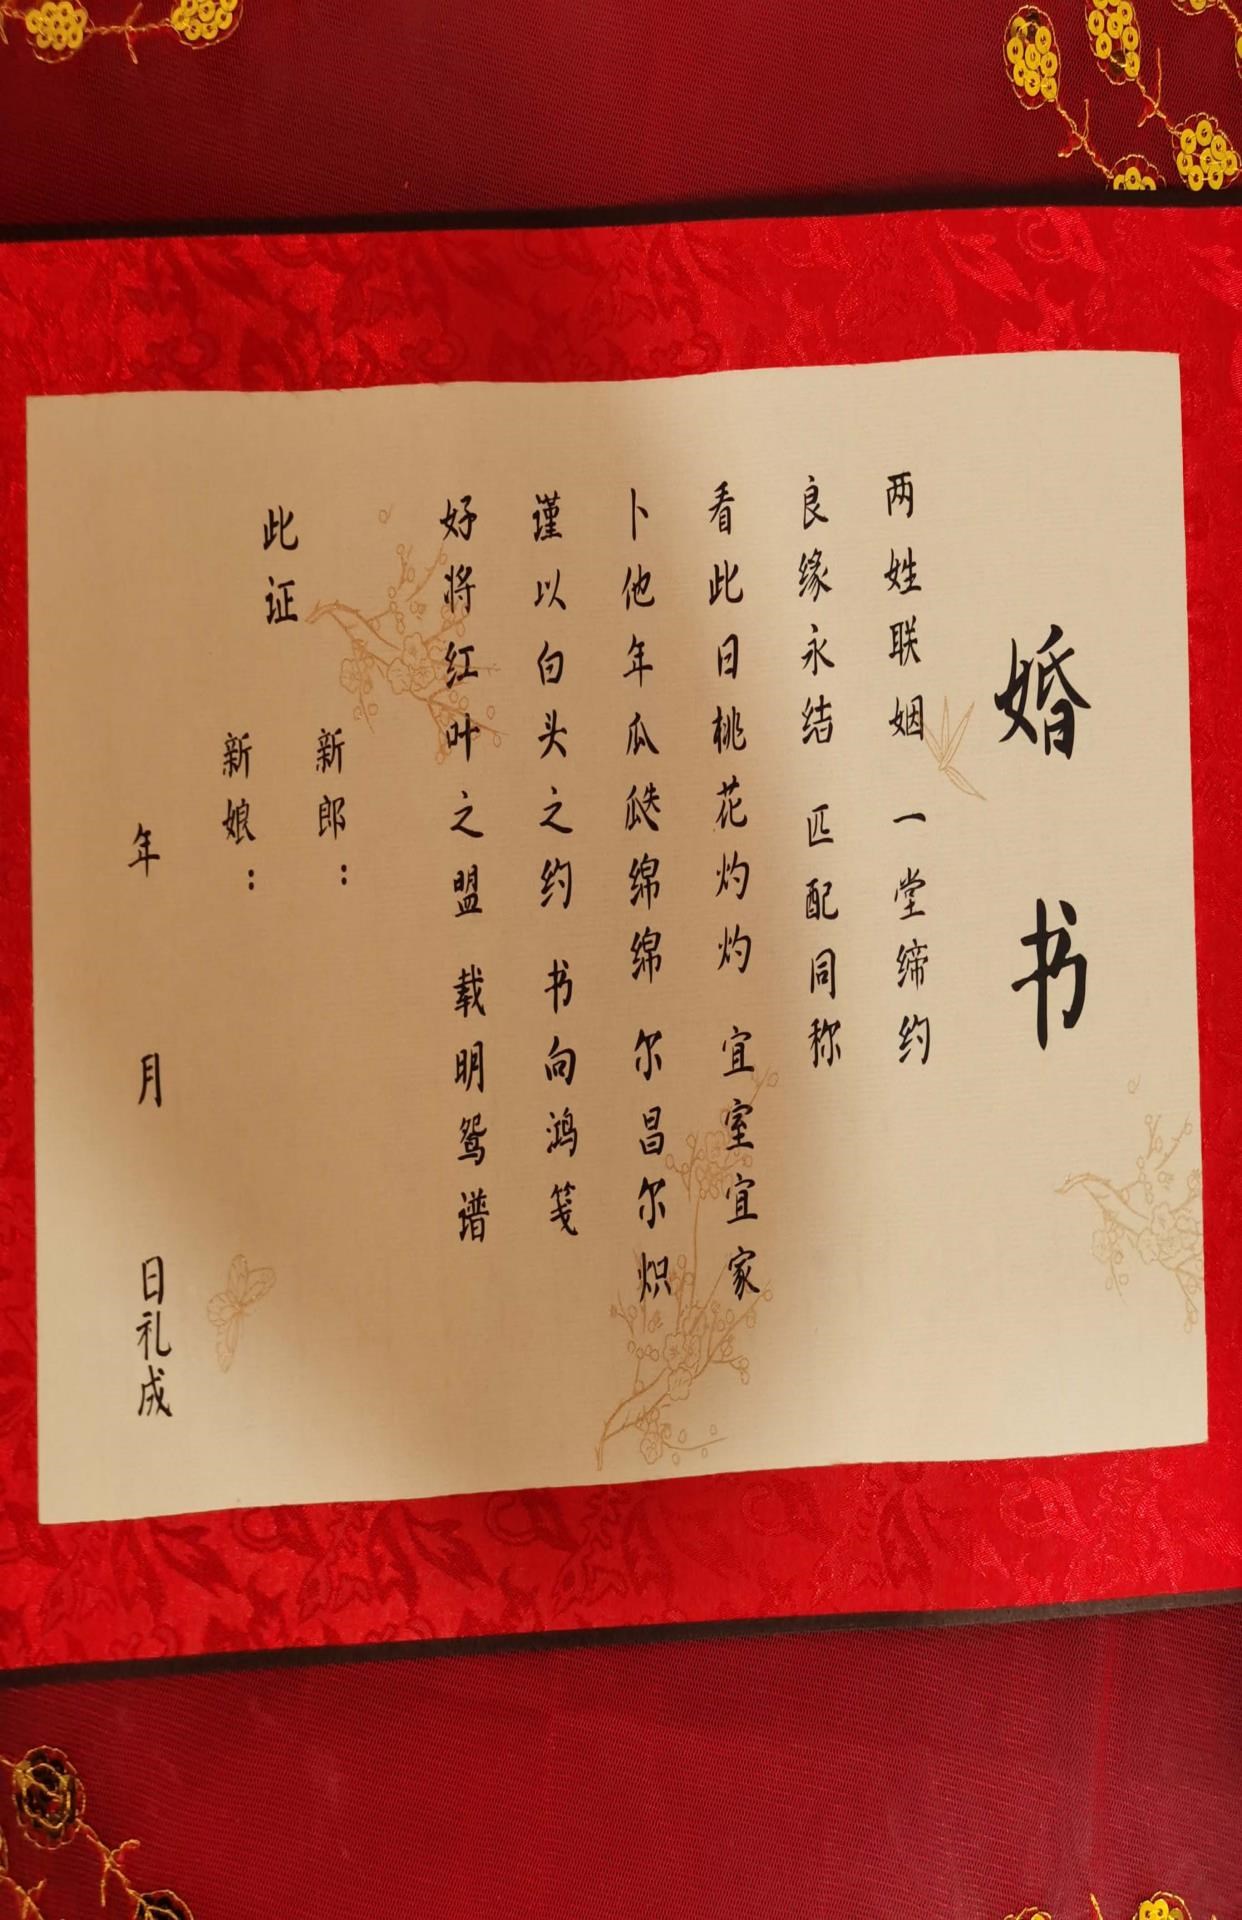 婚书
两姓联姻 一堂缔约
良缘永结 匹配同称
看此日桃花灼灼 宜室宜家
卜他年瓜瓞绵绵 尔昌尔炽
谨以白头之约 书向鸿笺
好将红叶之盟 载明鸳谱
此证
新郎：
新娘：
年 月 日礼成